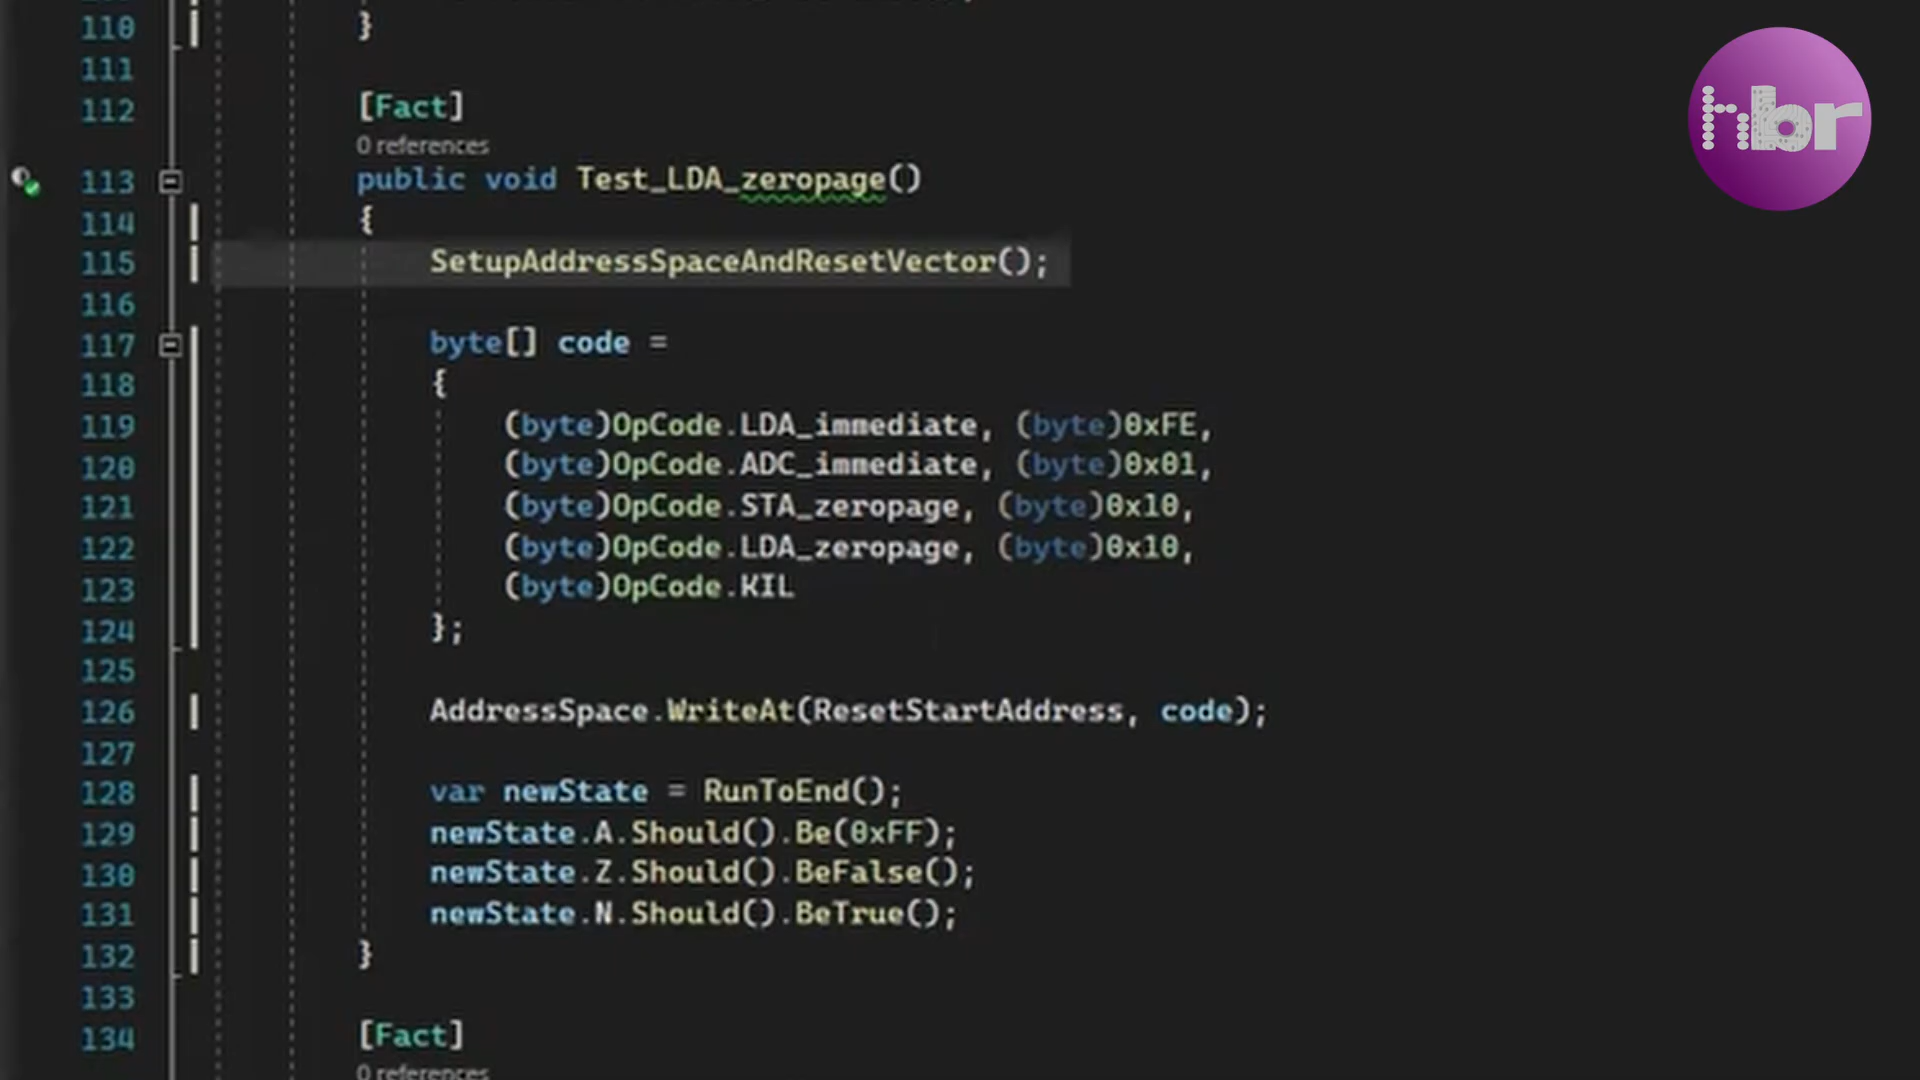 110 }
111
112 [Fact]
0 references
113 public void Test_LDA_zeropage()
114 {
115 SetupAddressSpaceAndResetVector();
116
117 byte[] code =
118 {
119 (byte)OpCode.LDA_immediate, (byte)0xFE,
120 (byte)OpCode.ADC_immediate, (byte)0x01,
121 (byte)OpCode.STA_zeropage, (byte)0x10,
122 (byte)OpCode.LDA_zeropage, (byte)0x10,
123 (byte)OpCode.KIL
124 };
125
126 AddressSpace.WriteAt(ResetStartAddress, code);
127
128 var newState = RunToEnd();
129 newState.A.Should().Be(0xFF);
130 newState.Z.Should().BeFalse();
131 newState.N.Should().BeTrue();
132 }
133
134 [Fact]
0 references
hbr